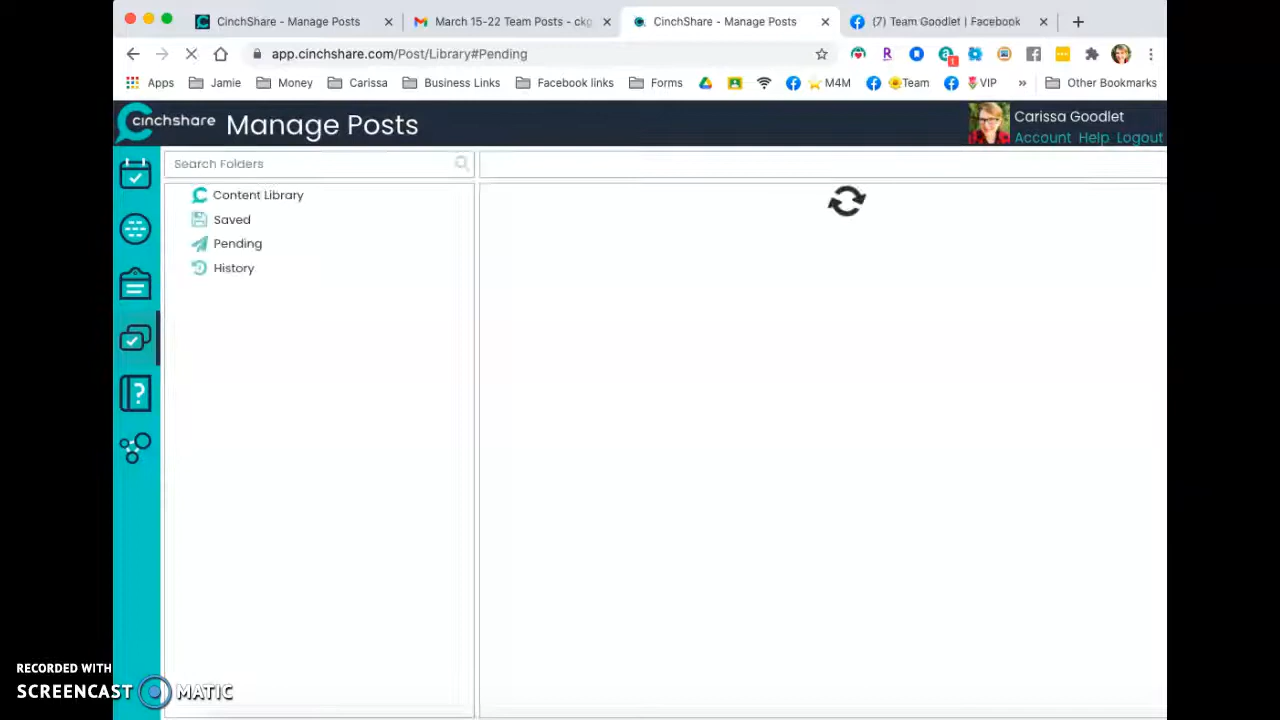 CinchShare - Manage Posts
March 15-22 Team Posts - ckg
CinchShare - Manage Posts
(7) Team Goodlet | Facebook
app.cinchshare.com/Post/Library#Pending
Apps Jamie Money Carissa Business Links Facebook links Forms M4M Team VIP » Other Bookmarks
cinchshare Manage Posts
Carissa Goodlet
Account Help Logout
Search Folders
Content Library
Saved
Pending
History
RECORDED WITH
SCREENCAST MATIC